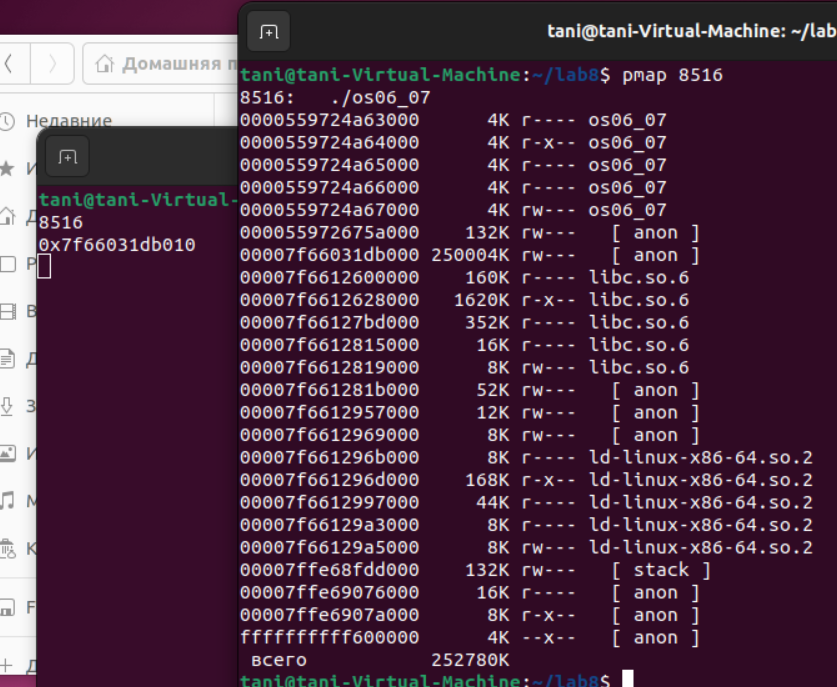 tani@tani-Virtual-Machine: ~/lab
Домашняя п
Недавние
tani@tani-Virtual-
8516
0x7f66031db010
tani@tani-Virtual-Machine:~/lab8$ pmap 8516
8516:   ./os06_07
0000559724a63000      4K r---- os06_07
0000559724a64000      4K r-x-- os06_07
0000559724a65000      4K r---- os06_07
0000559724a66000      4K r---- os06_07
0000559724a67000      4K rw--- os06_07
000055972675a000    132K rw---   [ anon ]
00007f66031db000 250004K rw---   [ anon ]
00007f6612600000    160K r---- libc.so.6
00007f6612628000   1620K r-x-- libc.so.6
00007f66127bd000    352K r---- libc.so.6
00007f6612815000     16K r---- libc.so.6
00007f6612819000      8K rw--- libc.so.6
00007f661281b000     52K rw---   [ anon ]
00007f6612957000     12K rw---   [ anon ]
00007f6612969000      8K rw---   [ anon ]
00007f661296b000      8K r---- ld-linux-x86-64.so.2
00007f661296d000    168K r-x-- ld-linux-x86-64.so.2
00007f6612997000     44K r---- ld-linux-x86-64.so.2
00007f66129a3000      8K r---- ld-linux-x86-64.so.2
00007f66129a5000      8K rw--- ld-linux-x86-64.so.2
00007ffe68fdd000    132K rw---   [ stack ]
00007ffe69076000     16K r----   [ anon ]
00007ffe6907a000      8K r-x--   [ anon ]
ffffffffff600000      4K --x--   [ anon ]
 всего           252780K
tani@tani-Virtual-Machine:~/lab8$